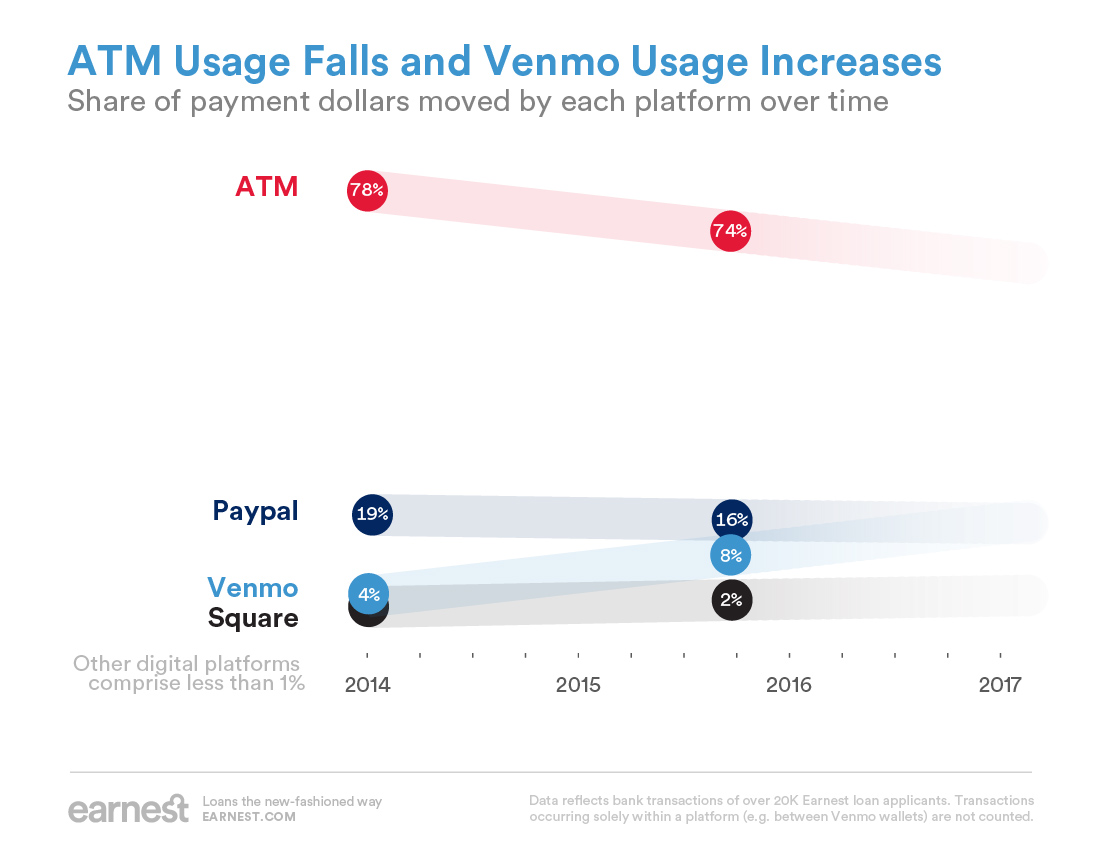 ATM Usage Falls and Venmo Usage Increases
Share of payment dollars moved by each platform over time
ATM
78%
74%
Paypal
19%
16%
8%
Venmo
4%
Square
2%
Other digital platforms
comprise less than 1%
2014
2015
2016
2017
earnest
Loans the new-fashioned way
EARNEST.COM
Data reflects bank transactions of over 20K Earnest loan applicants. Transactions
occurring solely within a platform (e.g. between Venmo wallets) are not counted.